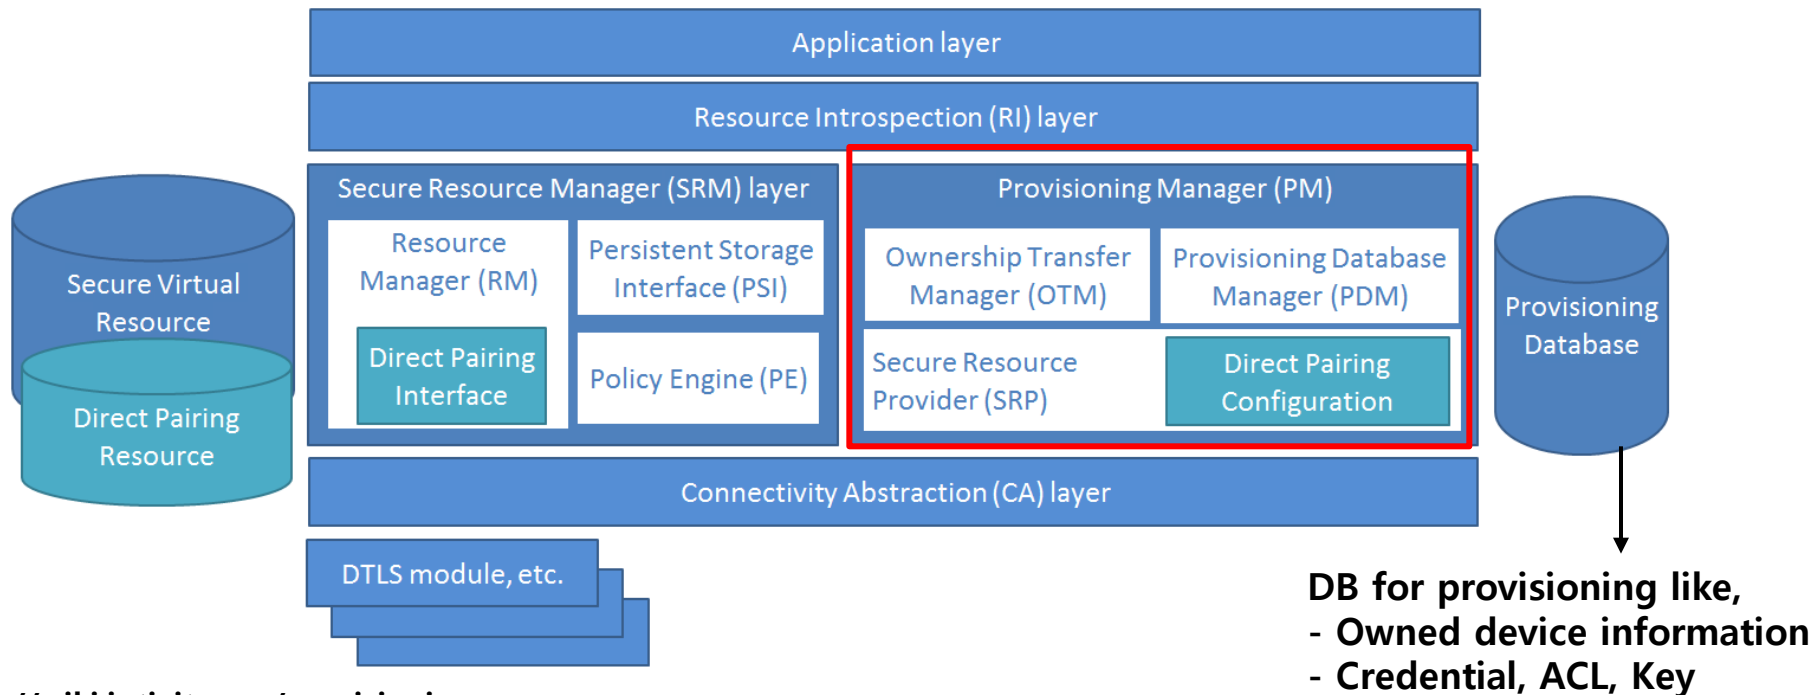 Application layer
Resource Introspection (RI) layer
Secure Resource Manager (SRM) layer
Resource
Manager (RM)
Direct Pairing
Interface
Persistent Storage
Interface (PSI)
Policy Engine (PE)
Provisioning Manager (PM)
Ownership Transfer
Manager (OTM)
Provisioning Database
Manager (PDM)
Secure Resource
Provider (SRP)
Direct Pairing
Configuration
Secure Virtual
Resource
Direct Pairing
Resource
Provisioning
Database
Connectivity Abstraction (CA) layer
DTLS module, etc.
DB for provisioning like,
- Owned device information
- Credential, ACL, Key